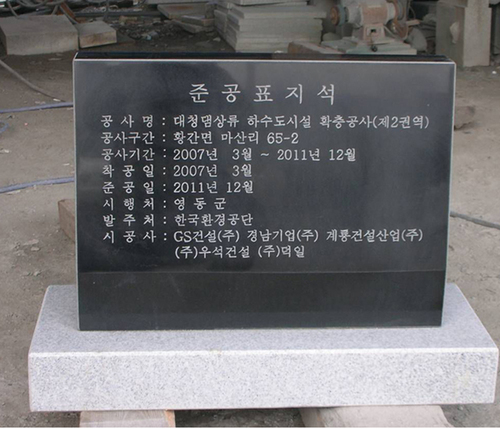 준공표지석
공 사 명 : 대청댐상류 하수도시설 확충공사(제2권역)
공사구간 : 황간면 마산리 65-2
공사기간 : 2007년 3월 ~ 2011년 12월
착 공 일 : 2007년 3월
준 공 일 : 2011년 12월
시 행 처 : 영동군
발 주 처 : 한국환경공단
시 공 사 : GS건설(주) 경남기업(주) 계룡건설산업(주)
(주)우석건설 (주)덕일